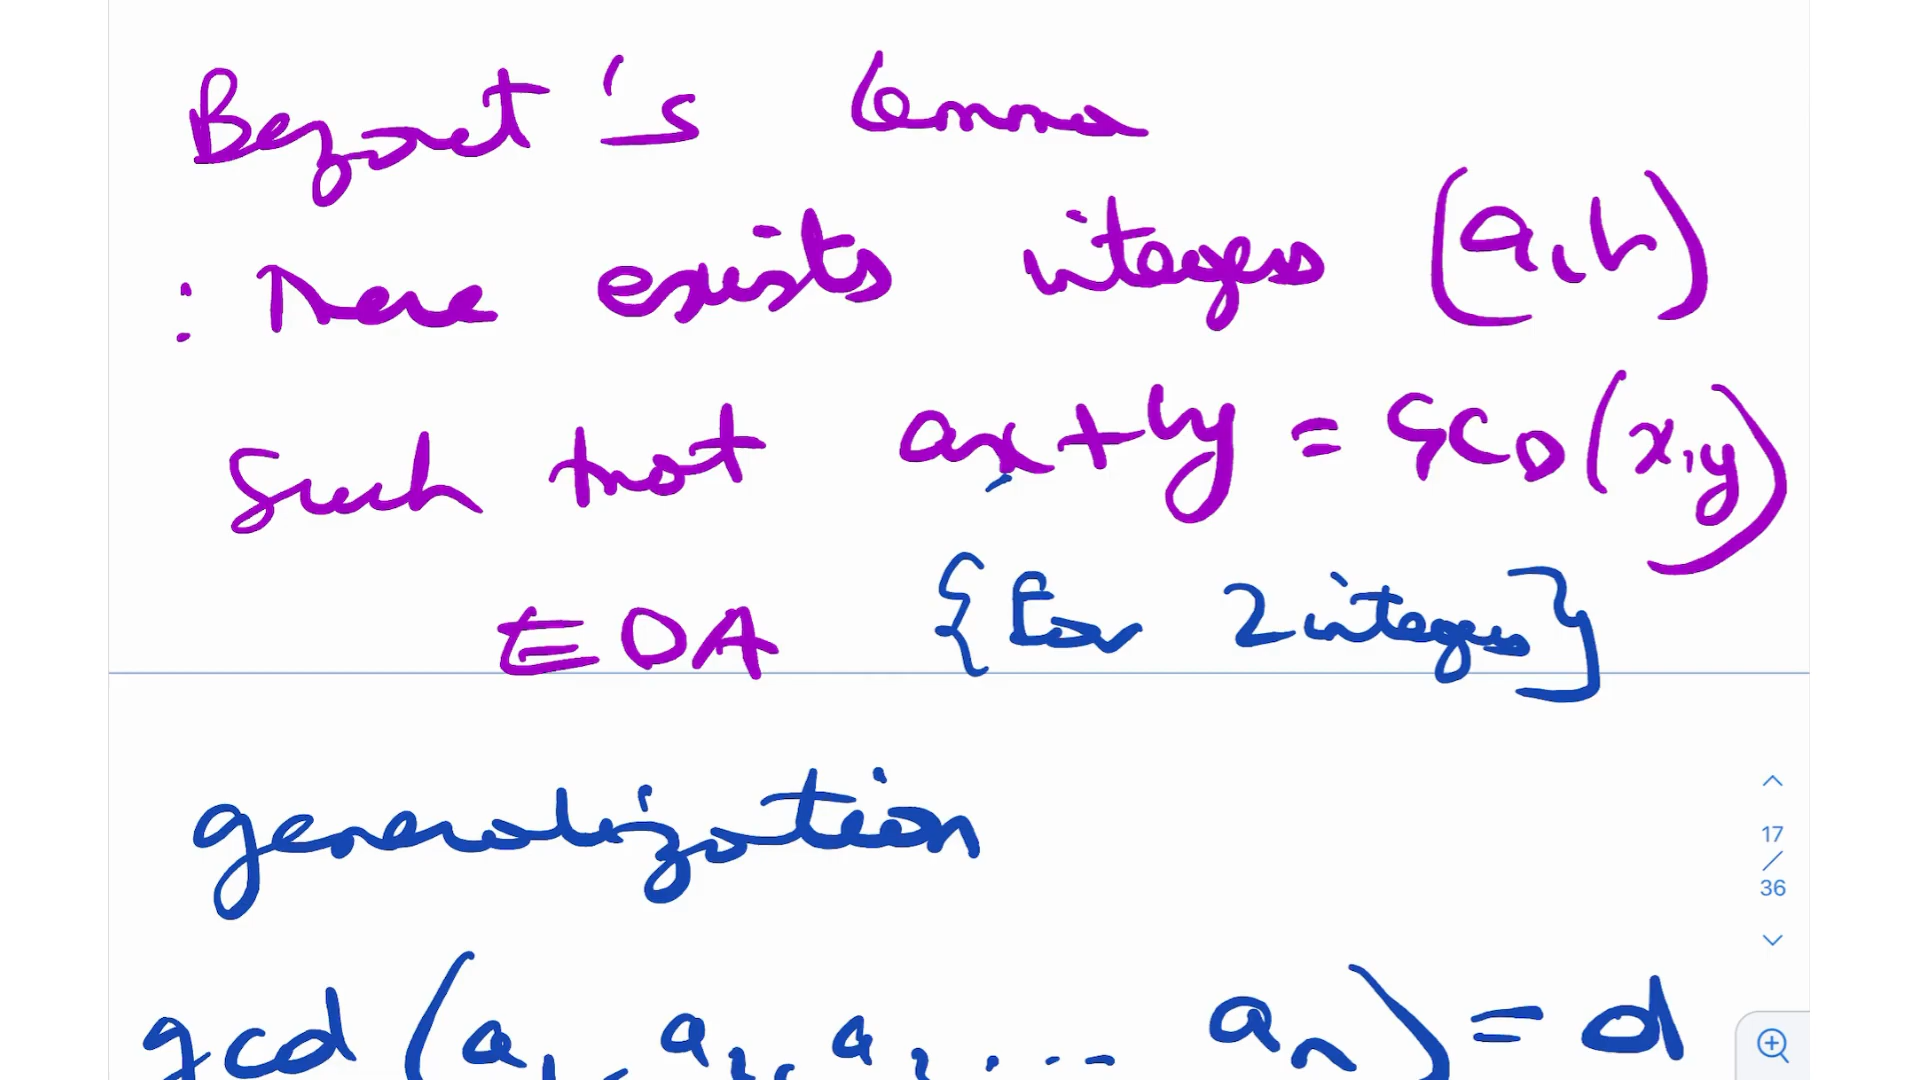 Bezout's lemma
: There exists integers (a,b)
Such that ax+by = GCD(x,y)
EDA {for 2 integers}
generalization
17
/
36
gcd (a1, a2, a3, ... an) = d